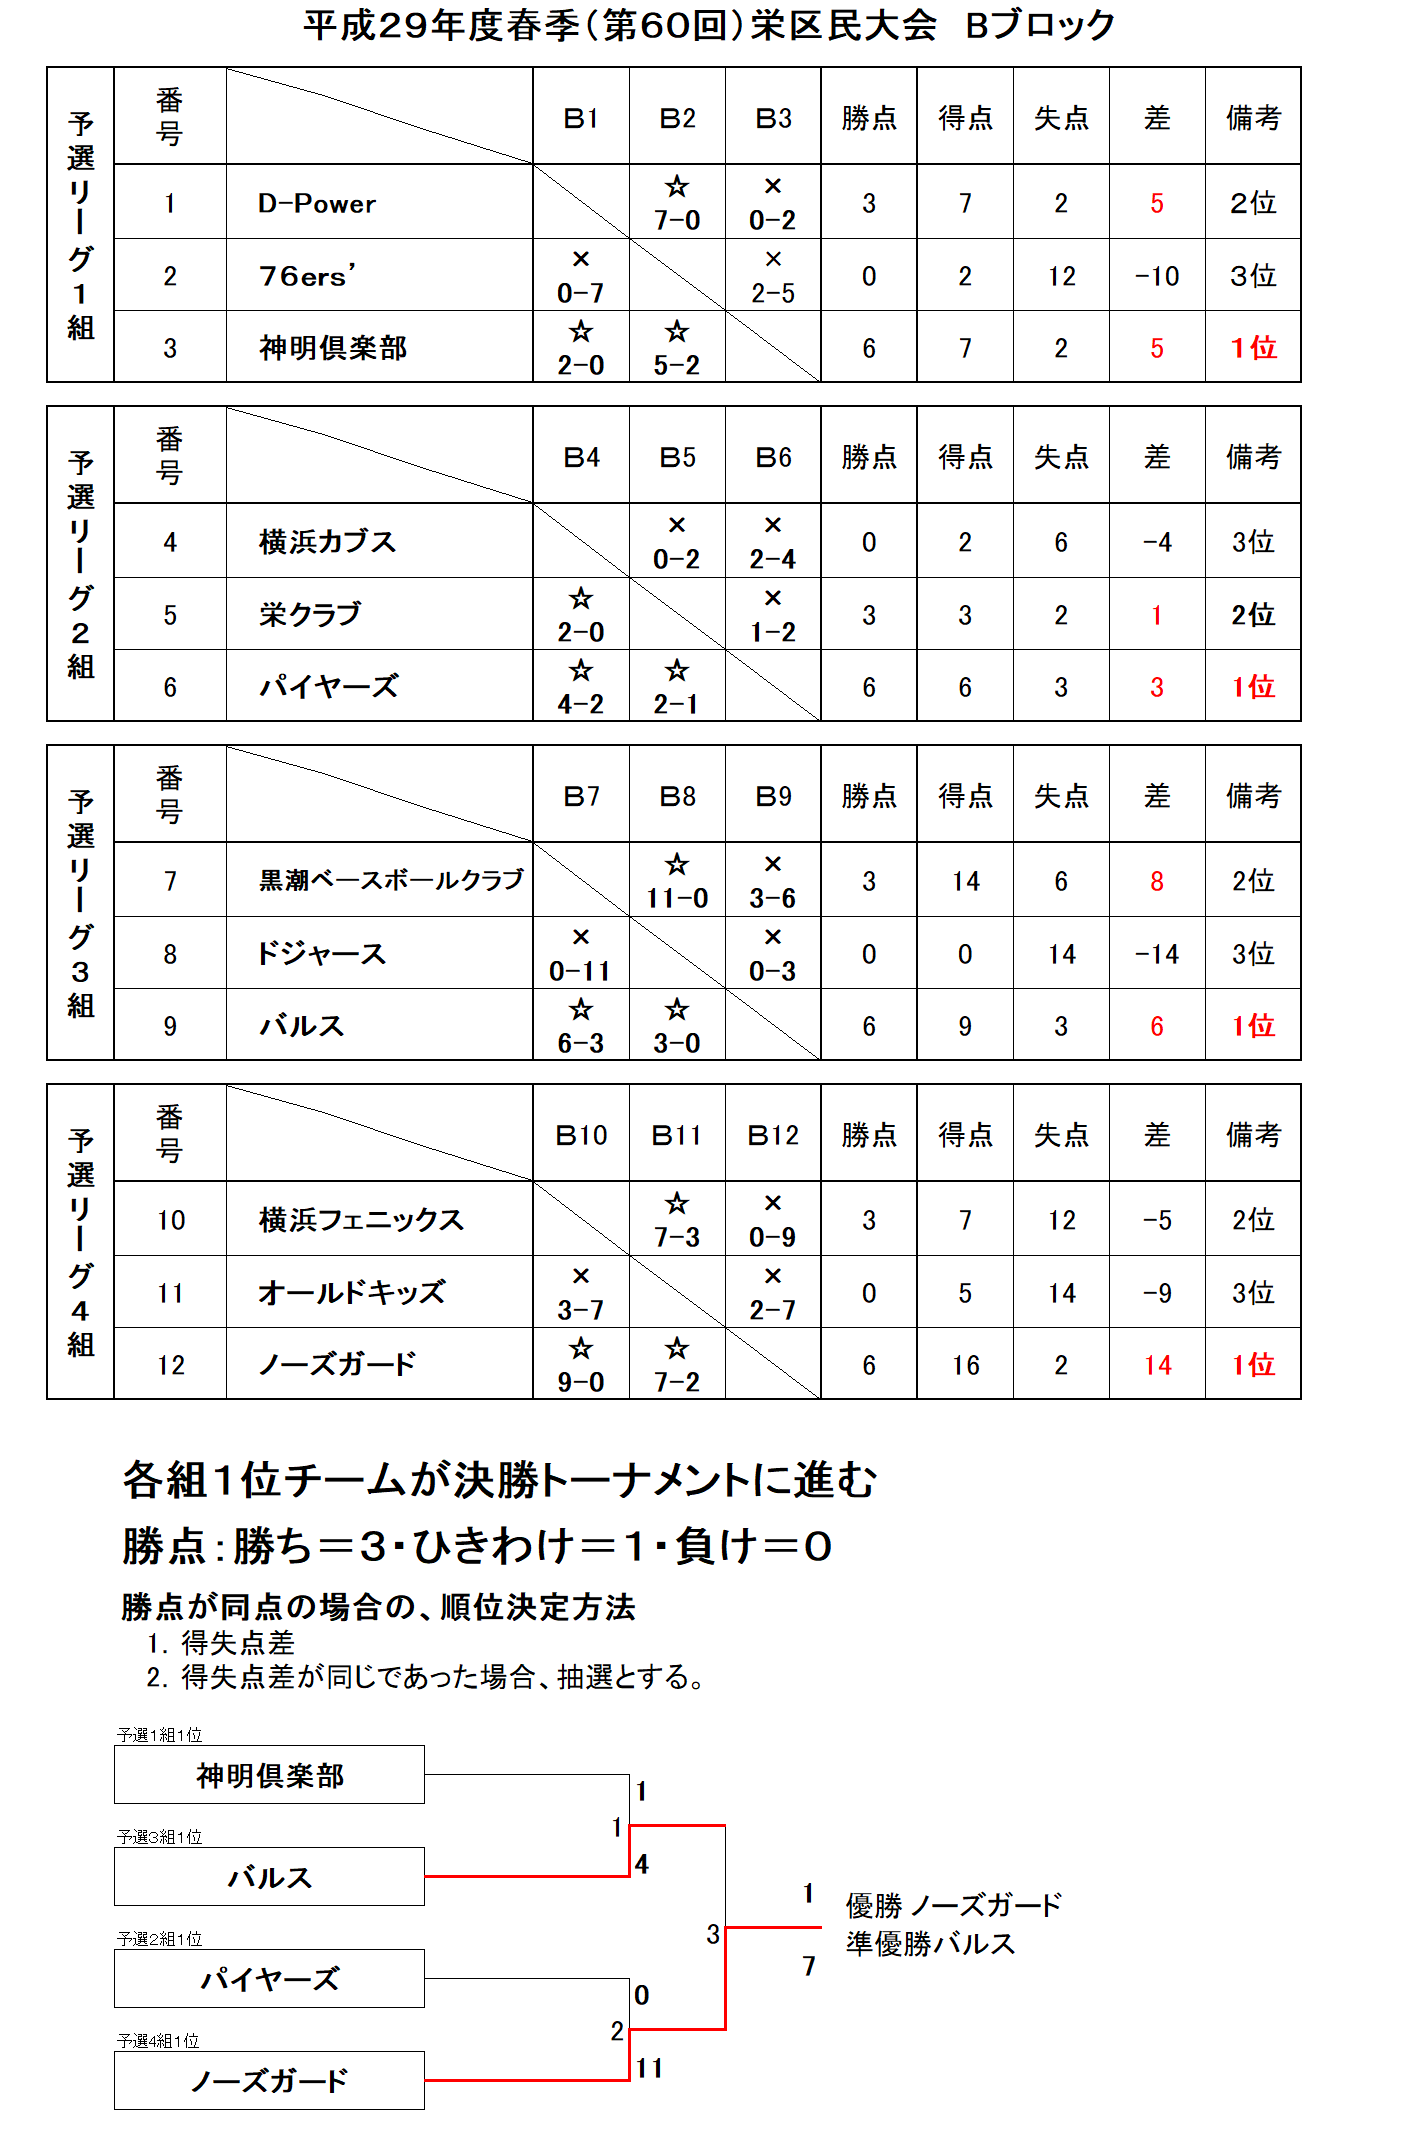 平成29年度春季（第60回）栄区民大会　Bブロック
予選リーグ1組
番号 B1 B2 B3 勝点 得点 失点 差 備考
1 D-Power ☆ 7-0 × 0-2 3 7 2 5 2位
2 76ers’ × 0-7 × 2-5 0 2 12 -10 3位
3 神明倶楽部 ☆ 2-0 ☆ 5-2 6 7 2 5 1位
予選リーグ2組
番号 B4 B5 B6 勝点 得点 失点 差 備考
4 横浜カブス × 0-2 × 2-4 0 2 6 -4 3位
5 栄クラブ ☆ 2-0 × 1-2 3 3 2 1 2位
6 パイヤーズ ☆ 4-2 ☆ 2-1 6 6 3 3 1位
予選リーグ3組
番号 B7 B8 B9 勝点 得点 失点 差 備考
7 黒潮ベースボールクラブ ☆ 11-0 × 3-6 3 14 6 8 2位
8 ドジャース × 0-11 × 0-3 0 0 14 -14 3位
9 バルス ☆ 6-3 ☆ 3-0 6 9 3 6 1位
予選リーグ4組
番号 B10 B11 B12 勝点 得点 失点 差 備考
10 横浜フェニックス ☆ 7-3 × 0-9 3 7 12 -5 2位
11 オールドキッズ × 3-7 × 2-7 0 5 14 -9 3位
12 ノーズガード ☆ 9-0 ☆ 7-2 6 16 2 14 1位
各組1位チームが決勝トーナメントに進む
勝点：勝ち＝3・ひきわけ＝1・負け＝0
勝点が同点の場合の、順位決定方法
1. 得失点差
2. 得失点差が同じであった場合、抽選とする。
予選1組1位
神明倶楽部
1
1
予選3組1位
バルス
4
1
優勝 ノーズガード
3
準優勝バルス
予選2組1位
7
パイヤーズ
0
2
予選4組1位
ノーズガード
11